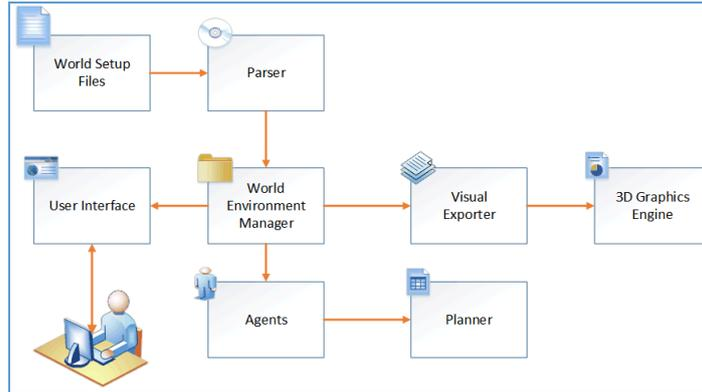 World Setup
Files
Parser
User Interface
World
Environment
Manager
Visual
Exporter
3D Graphics
Engine
Agents
Planner